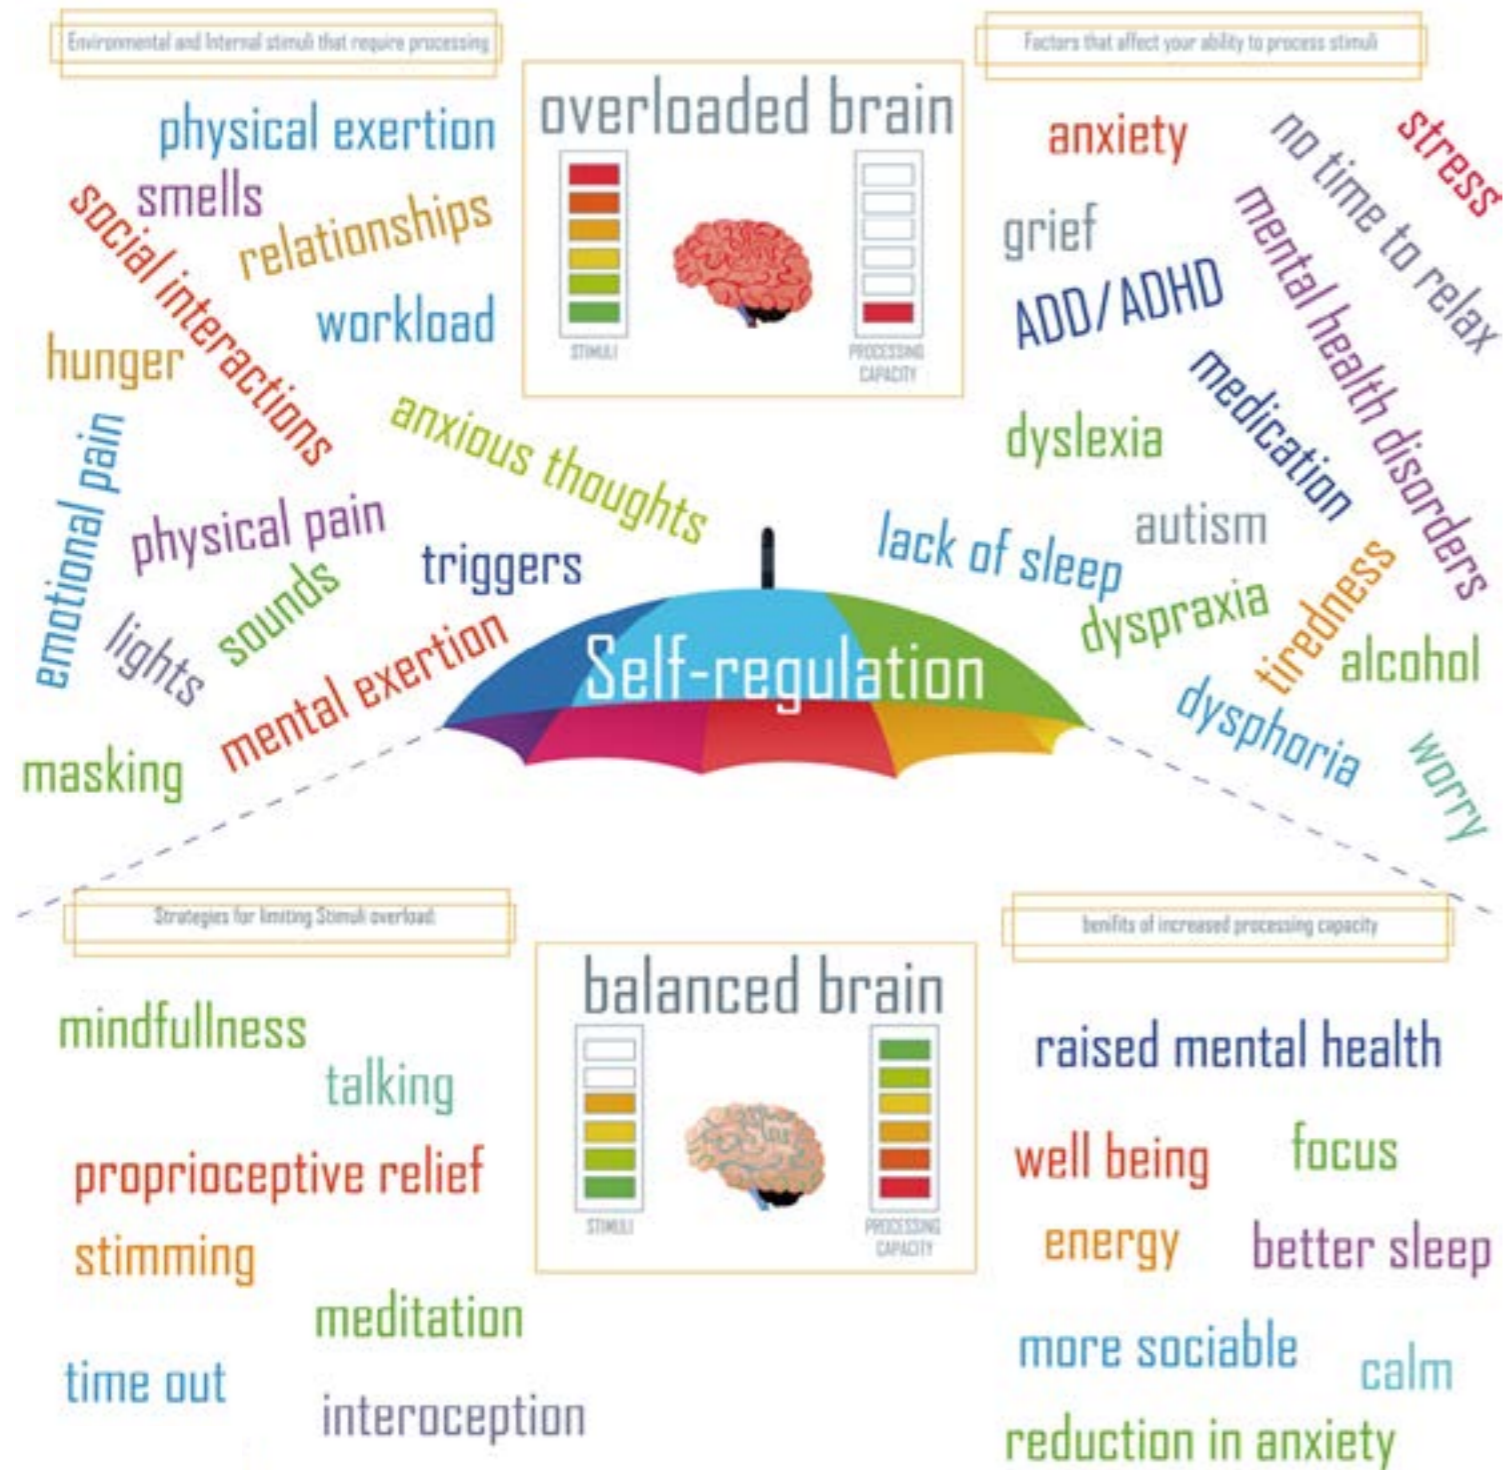 Environmental and Internal stimuli that require processing
Factors that affect your ability to process stimuli
overloaded brain
STIMULI
PROCESSING
CAPACITY
physical exertion
smells
social interactions
relationships
workload
hunger
anxious thoughts
emotional pain
physical pain
triggers
sounds
lights
mental exertion
masking
anxiety
no time to relax
stress
grief
mental health disorders
ADD/ADHD
medication
dyslexia
autism
lack of sleep
dyspraxia
tiredness
alcohol
dysphoria
worry
Self-regulation
Strategies for limiting Stimuli overload:
benifits of increased processing capacity
balanced brain
STIMULI
PROCESSING
CAPACITY
mindfullness
talking
proprioceptive relief
stimming
meditation
time out
interoception
raised mental health
well being
focus
energy
better sleep
more sociable
calm
reduction in anxiety